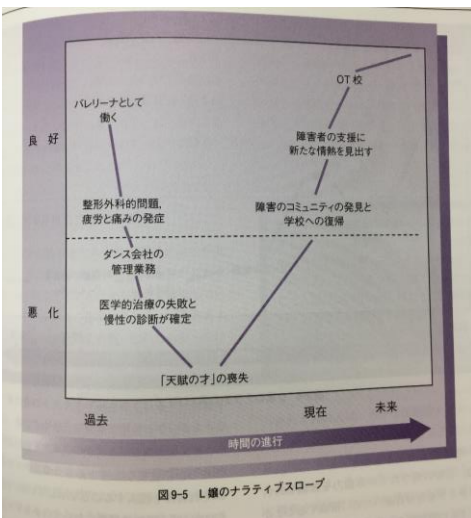 バレリーナとして
働く
良 好
整形外科的問題,
疲労と痛みの発症
ダンス会社の
管理業務
悪 化
医学的治療の失敗と
慢性の診断が確定
「天賦の才」の喪失
障害のコミュニティの発見と
学校への復帰
障害者の支援に
新たな情熱を見出す
OT校
過去
現在
未来
時間の進行
図9-5 L嬢のナラティブスロープ